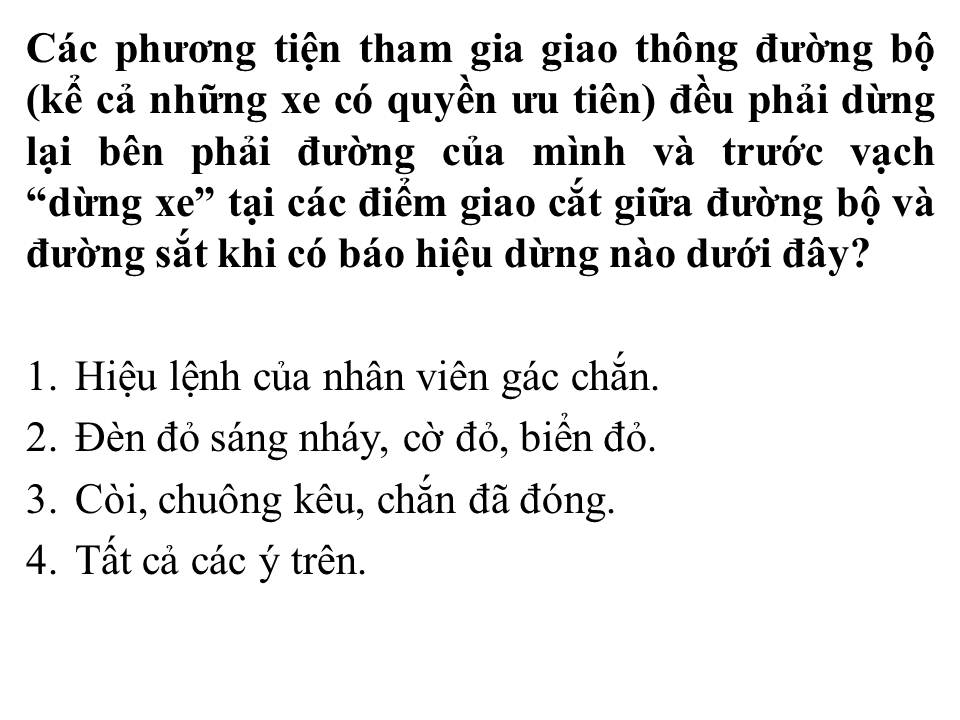 Các phương tiện tham gia giao thông đường bộ
(kể cả những xe có quyền ưu tiên) đều phải dừng
lại bên phải đường của mình và trước vạch
“dừng xe” tại các điểm giao cắt giữa đường bộ và
đường sắt khi có báo hiệu dừng nào dưới đây?
1. Hiệu lệnh của nhân viên gác chắn.
2. Đèn đỏ sáng nháy, cờ đỏ, biển đỏ.
3. Còi, chuông kêu, chắn đã đóng.
4. Tất cả các ý trên.